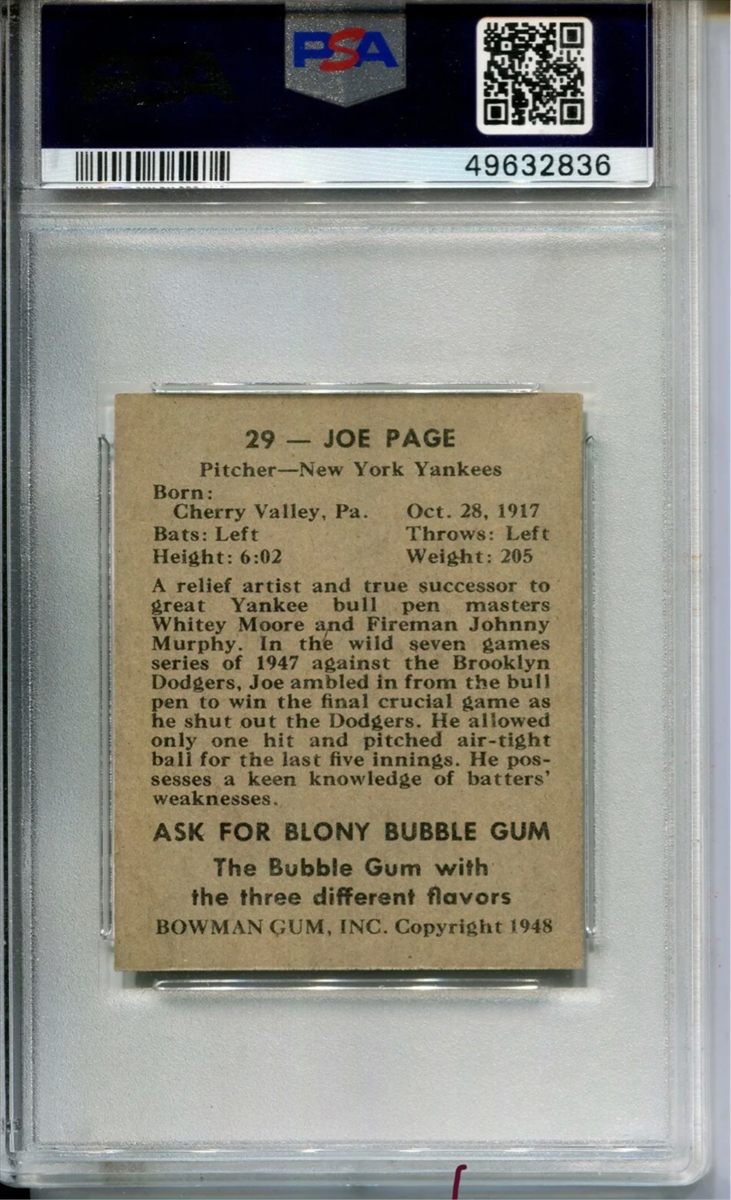 PSA
49632836
29 — JOE PAGE
Pitcher—New York Yankees
Born:
Cherry Valley, Pa. Oct. 28, 1917
Bats: Left Throws: Left
Height: 6:02 Weight: 205
A relief artist and true successor to
great Yankee bull pen masters
Whitey Moore and Fireman Johnny
Murphy. In the wild seven games
series of 1947 against the Brooklyn
Dodgers, Joe ambled in from the bull
pen to win the final crucial game as
he shut out the Dodgers. He allowed
only one hit and pitched air-tight
ball for the last five innings. He pos-
sesses a keen knowledge of batters'
weaknesses.
ASK FOR BLONY BUBBLE GUM
The Bubble Gum with
the three different flavors
BOWMAN GUM, INC. Copyright 1948